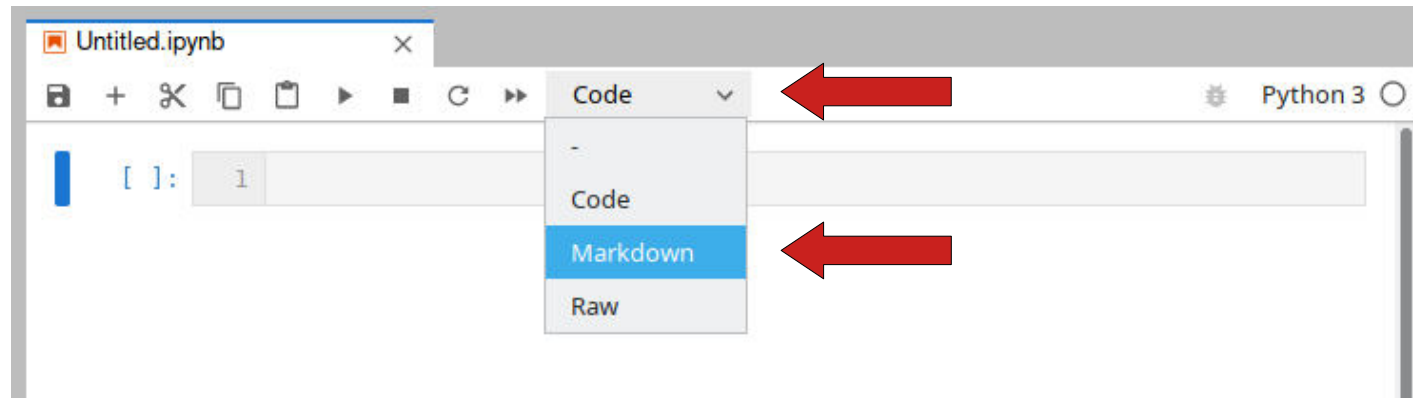 Untitled.ipynb
Code
Python 3
-
[ ]: 1
Code
Markdown
Raw